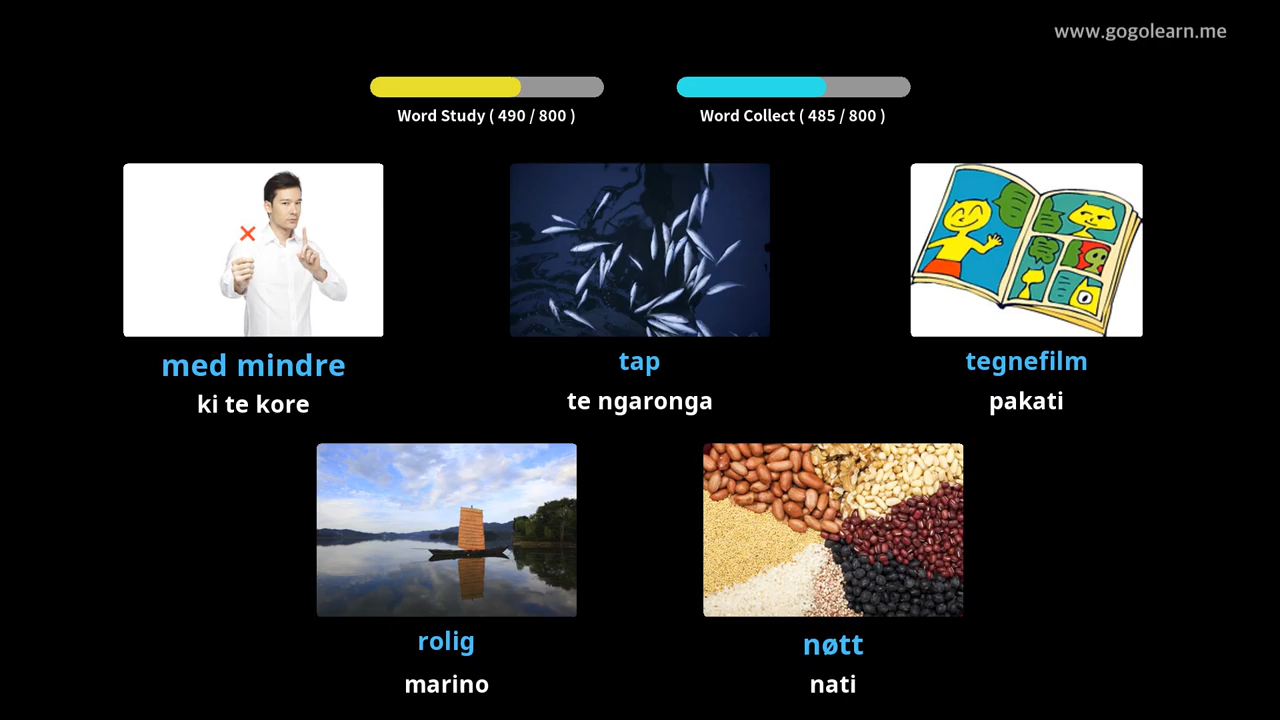 www.gogolearn.me
Word Study ( 490 / 800 )
Word Collect ( 485 / 800 )
med mindre
ki te kore
tap
te ngaronga
tegnefilm
pakati
rolig
marino
nøtt
nati